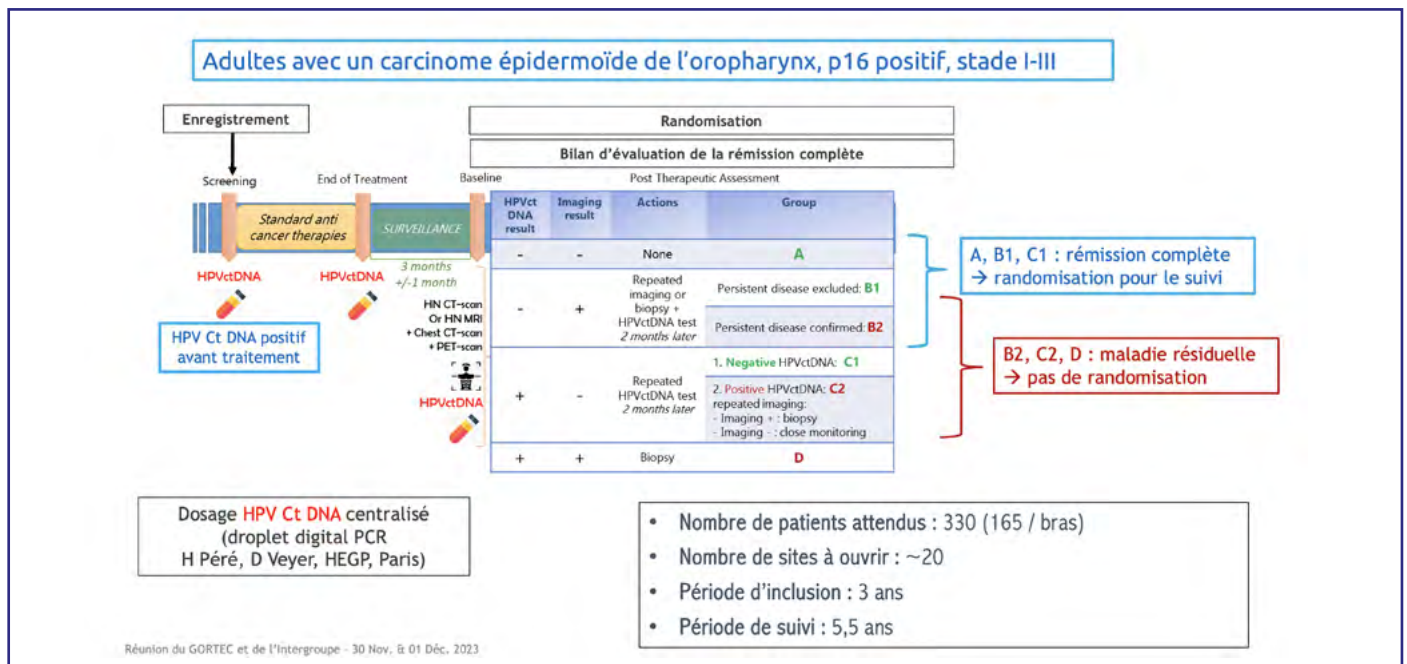 Adultes avec un carcinome épidermoïde de l'oropharynx, p16 positif, stade I-III
Enregistrement
Randomisation
Bilan d'évaluation de la rémission complète
Screening
End of Treatment
Baseline
Post Therapeutic Assessment
Standard anti
cancer therapies
SURVEILLANCE
3 months
+/-1 month
HPVctDNA
HPVctDNA
HPV Ct DNA positif
avant traitement
HN CT-scan
Or HN MRI
+ Chest CT-scan
+ PET-scan
HPVctDNA
HPVct
DNA
result
Imaging
result
Actions
Group
-
-
None
A
-
+
Repeated
imaging or
biopsy +
HPVctDNA test
2 months later
Persistent disease excluded: B1
Persistent disease confirmed: B2
+
-
Repeated
HPVctDNA test
2 months later
1. Negative HPVctDNA: C1
2. Positive HPVctDNA: C2
repeated imaging:
- Imaging + : biopsy
- Imaging - : close monitoring
+
+
Biopsy
D
A, B1, C1 : rémission complète
→ randomisation pour le suivi
B2, C2, D : maladie résiduelle
→ pas de randomisation
Dosage HPV Ct DNA centralisé
(droplet digital PCR
H Péré, D Veyer, HEGP, Paris)
• Nombre de patients attendus : 330 (165 / bras)
• Nombre de sites à ouvrir : ~20
• Période d'inclusion : 3 ans
• Période de suivi : 5,5 ans
Réunion du GORTEC et de l'Intergroupe - 30 Nov. & 01 Déc. 2023